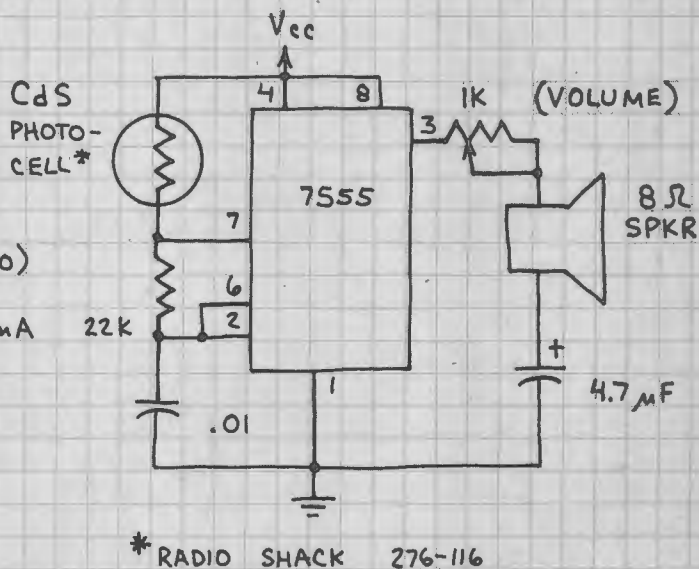 Vcc
CdS
PHOTO-
CELL*
4
8
3
1K (VOLUME)
7555
8Ω
SPKR
7
6
2
22K
1
+
4.7µF
.01
* RADIO SHACK 276-116